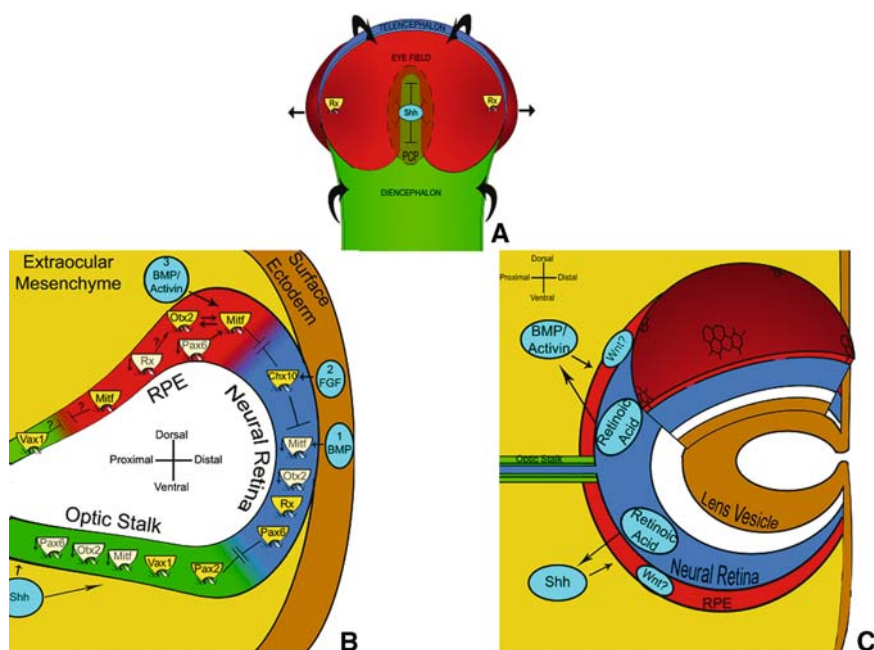 TELENCEPHALON
EYE FIELD
Rx
Rx
Shh
PCP
DIENCEPHALON
A
Extraocular
Mesenchyme
3
BMP/
Activin
Surface
Ectoderm
Otx2
Mitf
?
Rx
Pax6
Chx10
2
FGF
Mitf
RPE
?
?
Vax1
Neural Retina
Mitf
1
BMP
Dorsal
Proximal
Distal
Ventral
Otx2
Rx
Optic Stalk
Pax6
Pax6
Otx2
Mitf
Vax1
Pax2
Shh
B
Dorsal
Proximal
Distal
Ventral
BMP/
Activin
Wnt?
Retinoic
Acid
Optic Stalk
Lens Vesicle
Retinoic
Acid
Shh
Wnt?
Neural Retina
RPE
C